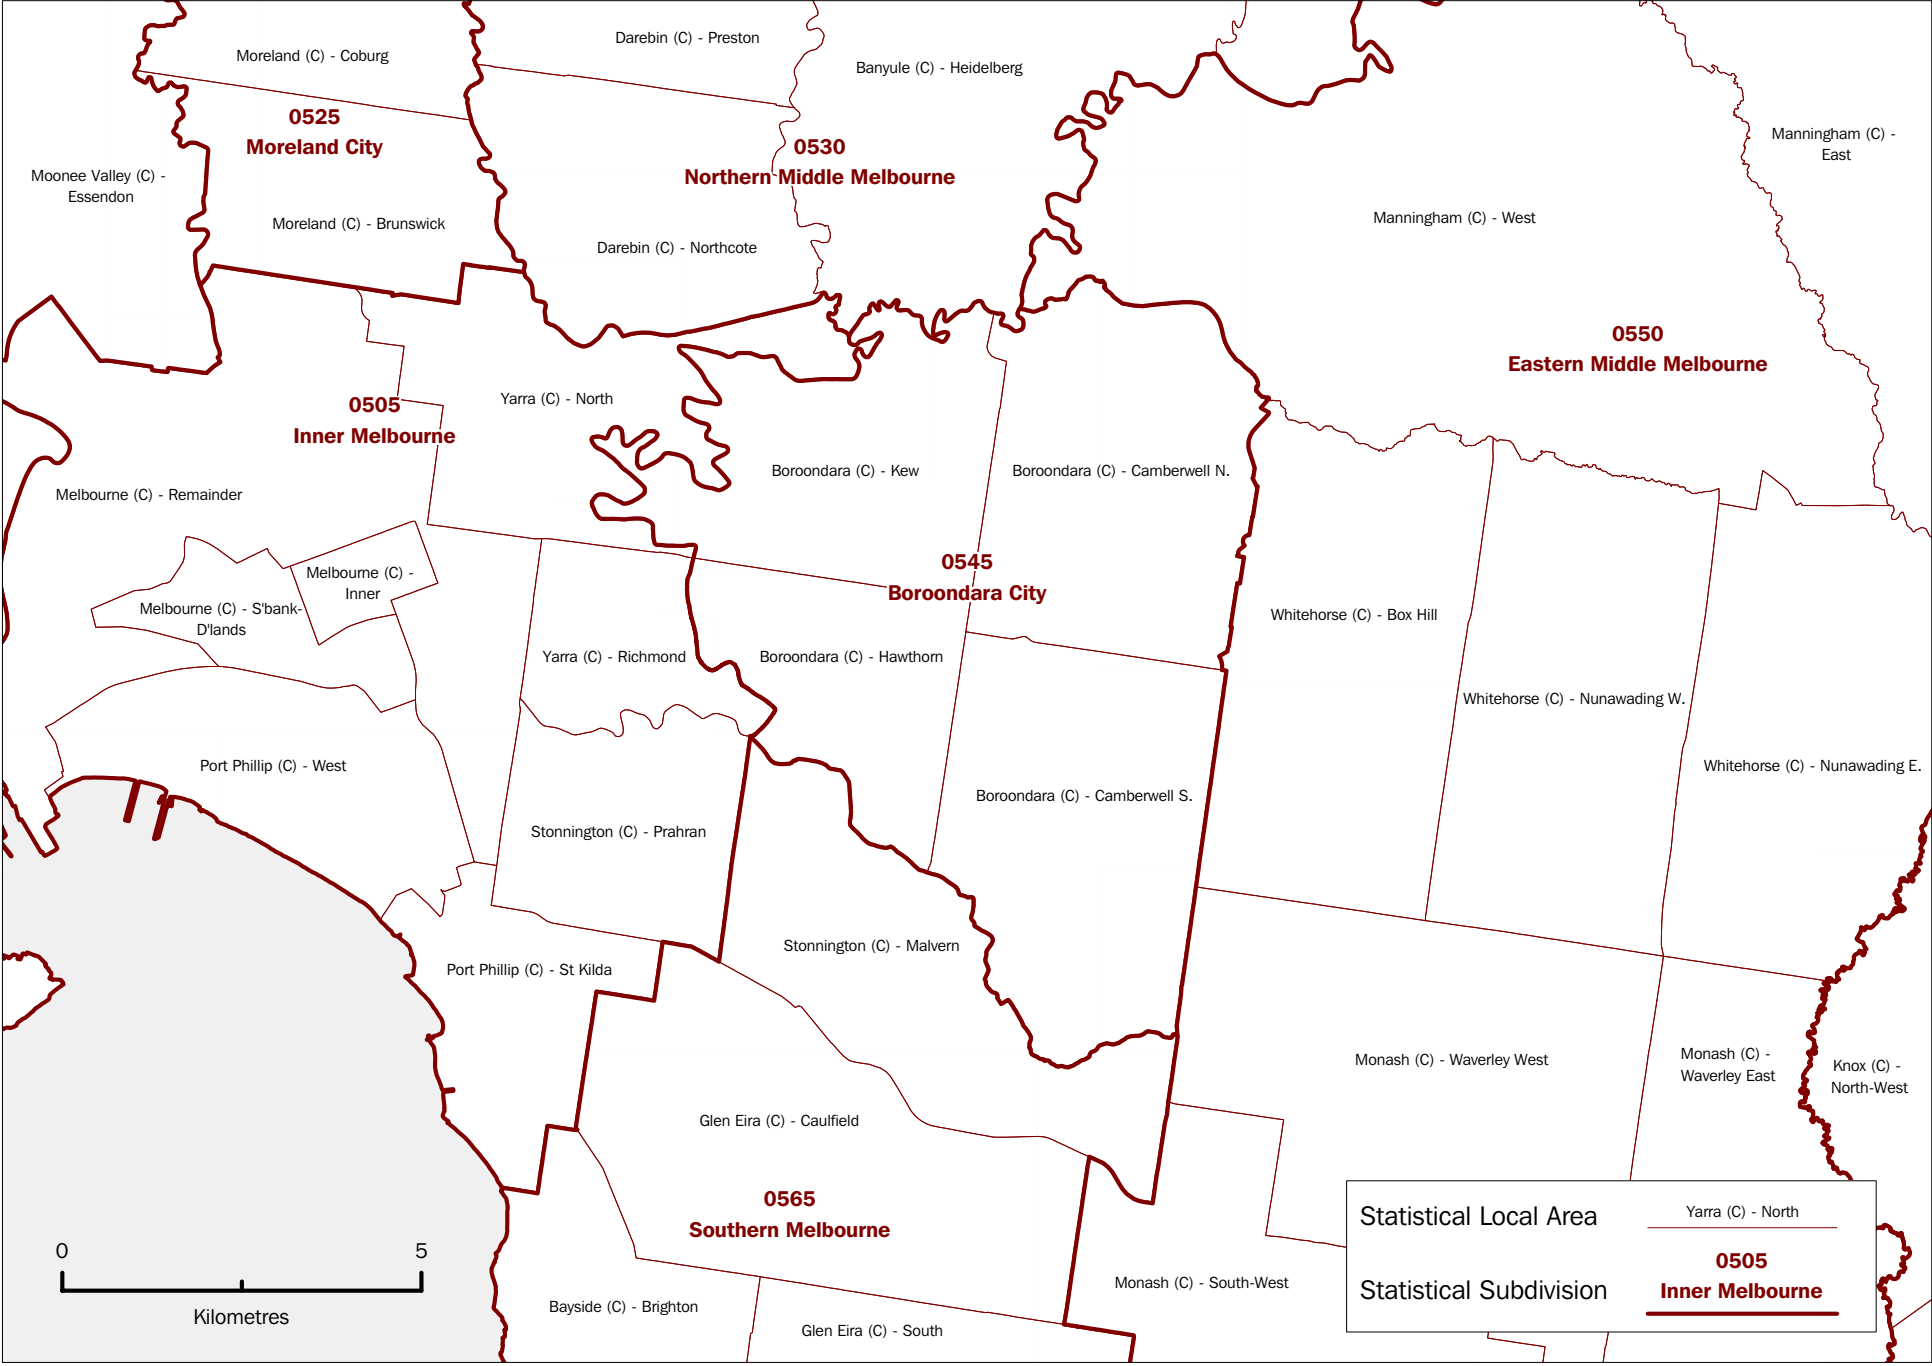 Moreland (C) - Coburg
Darebin (C) - Preston
Banyule (C) - Heidelberg
0525
Moreland City
0530
Northern Middle Melbourne
Manningham (C) -
East
Moonee Valley (C) -
Essendon
Moreland (C) - Brunswick
Darebin (C) - Northcote
Manningham (C) - West
0550
Eastern Middle Melbourne
0505
Inner Melbourne
Yarra (C) - North
Boroondara (C) - Kew
Boroondara (C) - Camberwell N.
Melbourne (C) - Remainder
Melbourne (C) -
Inner
Melbourne (C) - S'bank-
D'lands
0545
Boroondara City
Whitehorse (C) - Box Hill
Yarra (C) - Richmond
Boroondara (C) - Hawthorn
Whitehorse (C) - Nunawading W.
Port Phillip (C) - West
Whitehorse (C) - Nunawading E.
Boroondara (C) - Camberwell S.
Stonnington (C) - Prahran
Stonnington (C) - Malvern
Port Phillip (C) - St Kilda
Monash (C) - Waverley West
Monash (C) -
Waverley East
Knox (C) -
North-West
Glen Eira (C) - Caulfield
0565
Southern Melbourne
Monash (C) - South-West
Bayside (C) - Brighton
Glen Eira (C) - South
0 5
Kilometres
Statistical Local Area
Yarra (C) - North
Statistical Subdivision
0505
Inner Melbourne